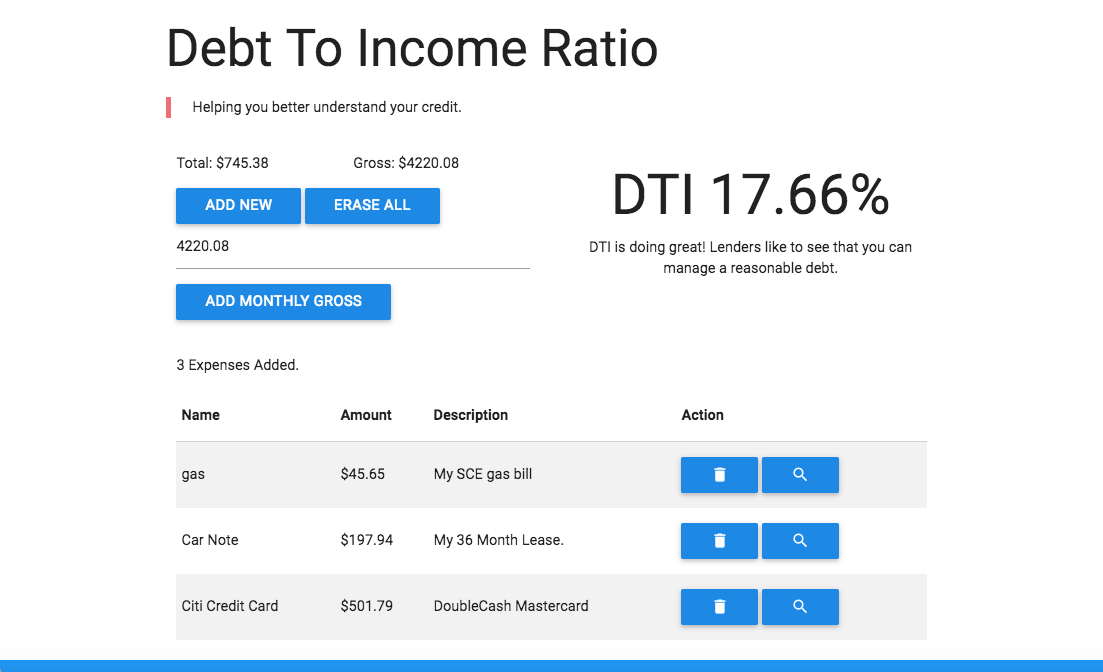 Debt To Income Ratio
Helping you better understand your credit.
Total: $745.38 Gross: $4220.08
ADD NEW ERASE ALL
4220.08
ADD MONTHLY GROSS
DTI 17.66%
DTI is doing great! Lenders like to see that you can
manage a reasonable debt.
3 Expenses Added.
Name Amount Description Action
gas $45.65 My SCE gas bill
Car Note $197.94 My 36 Month Lease.
Citi Credit Card $501.79 DoubleCash Mastercard